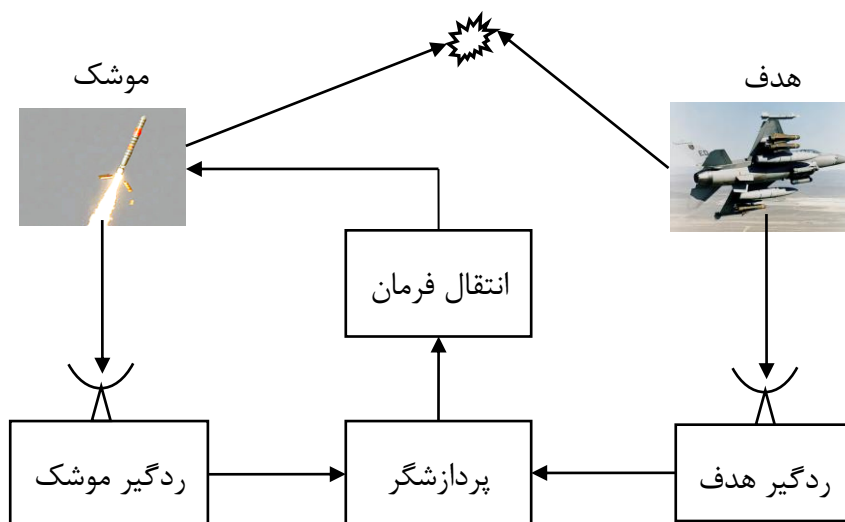 هدف
موشک
انتقال فرمان
ردگیر هدف
پردازشگر
ردگیر موشک